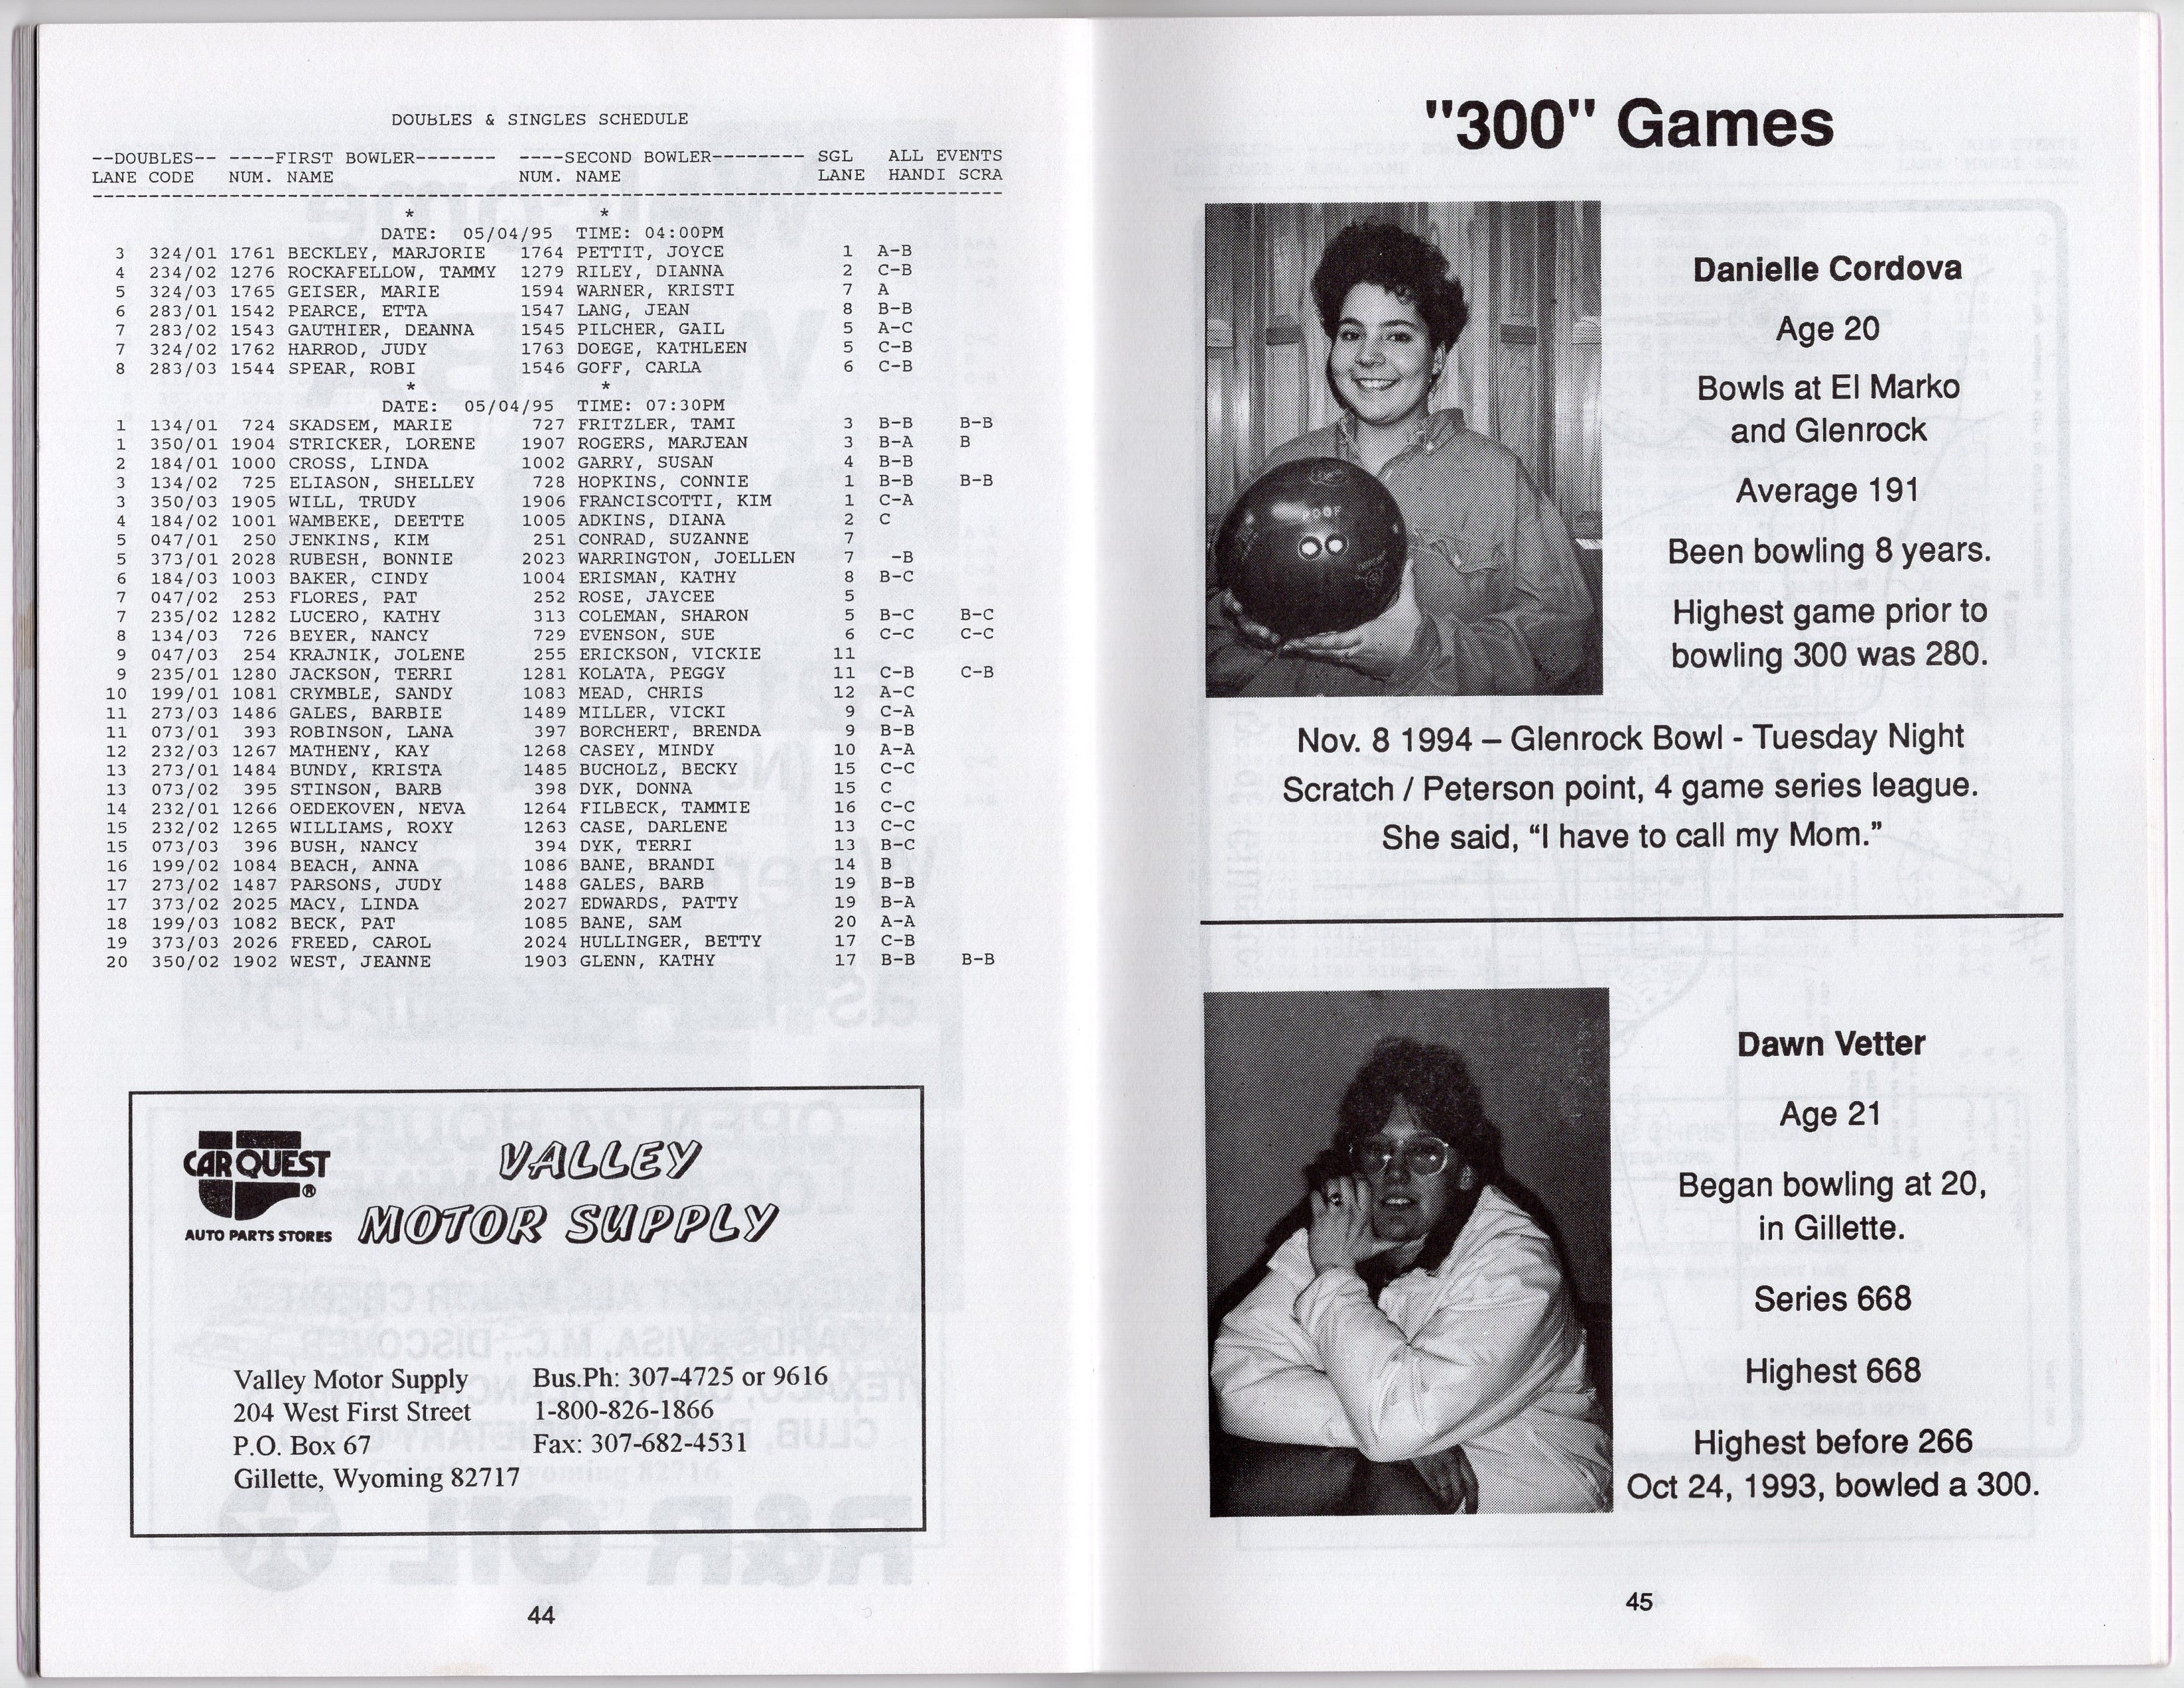 DOUBLES & SINGLES SCHEDULE
--DOUBLES-- ----FIRST BOWLER------- ----SECOND BOWLER-------- SGL ALL EVENTS
LANE CODE NUM. NAME NUM. NAME LANE HANDI SCRA
* *
DATE: 05/04/95 TIME: 04:00PM
3 324/01 1761 BECKLEY, MARJORIE 1764 PETTIT, JOYCE 1 A-B
4 234/02 1276 ROCKAFELLOW, TAMMY 1279 RILEY, DIANNA 2 C-B
5 324/03 1765 GEISER, MARIE 1594 WARNER, KRISTI 7 A
6 283/01 1542 PEARCE, ETTA 1547 LANG, JEAN 8 B-B
7 283/02 1543 GAUTHIER, DEANNA 1545 PILCHER, GAIL 5 A-C
7 324/02 1762 HARROD, JUDY 1763 DOEGE, KATHLEEN 5 C-B
8 283/03 1544 SPEAR, ROBI 1546 GOFF, CARLA 6 C-B
* *
DATE: 05/04/95 TIME: 07:30PM
1 134/01 724 SKADSEM, MARIE 727 FRITZLER, TAMI 3 B-B B-B
1 350/01 1904 STRICKER, LORENE 1907 ROGERS, MARJEAN 3 B-A B
2 184/01 1000 CROSS, LINDA 1002 GARRY, SUSAN 4 B-B
3 134/02 725 ELIASON, SHELLEY 728 HOPKINS, CONNIE 1 B-B B-B
3 350/03 1905 WILL, TRUDY 1906 FRANCISCOTTI, KIM 1 C-A
4 184/02 1001 WAMBEKE, DEETTE 1005 ADKINS, DIANA 2 C
5 047/01 250 JENKINS, KIM 251 CONRAD, SUZANNE 7
5 373/01 2028 RUBESH, BONNIE 2023 WARRINGTON, JOELLEN 7 -B
6 184/03 1003 BAKER, CINDY 1004 ERISMAN, KATHY 8 B-C
7 047/02 253 FLORES, PAT 252 ROSE, JAYCEE 5
7 235/02 1282 LUCERO, KATHY 313 COLEMAN, SHARON 5 B-C B-C
8 134/03 726 BEYER, NANCY 729 EVENSON, SUE 6 C-C C-C
9 047/03 254 KRAJNIK, JOLENE 255 ERICKSON, VICKIE 11
9 235/01 1280 JACKSON, TERRI 1281 KOLATA, PEGGY 11 C-B C-B
10 199/01 1081 CRYMBLE, SANDY 1083 MEAD, CHRIS 12 A-C
11 273/03 1486 GALES, BARBIE 1489 MILLER, VICKI 9 C-A
11 073/01 393 ROBINSON, LANA 397 BORCHERT, BRENDA 9 B-B
12 232/03 1267 MATHENY, KAY 1268 CASEY, MINDY 10 A-A
13 273/01 1484 BUNDY, KRISTA 1485 BUCHOLZ, BECKY 15 C-C
13 073/02 395 STINSON, BARB 398 DYK, DONNA 15 C
14 232/01 1266 OEDEKOVEN, NEVA 1264 FILBECK, TAMMIE 16 C-C
15 232/02 1265 WILLIAMS, ROXY 1263 CASE, DARLENE 13 C-C
15 073/03 396 BUSH, NANCY 394 DYK, TERRI 13 B-C
16 199/02 1084 BEACH, ANNA 1086 BANE, BRANDI 14 B
17 273/02 1487 PARSONS, JUDY 1488 GALES, BARB 19 B-B
17 373/02 2025 MACY, LINDA 2027 EDWARDS, PATTY 19 B-A
18 199/03 1082 BECK, PAT 1085 BANE, SAM 20 A-A
19 373/03 2026 FREED, CAROL 2024 HULLINGER, BETTY 17 C-B
20 350/02 1902 WEST, JEANNE 1903 GLENN, KATHY 17 B-B B-B
CARQUEST
®
AUTO PARTS STORES
VALLEY
MOTOR SUPPLY
Valley Motor Supply Bus.Ph: 307-4725 or 9616
204 West First Street 1-800-826-1866
P.O. Box 67 Fax: 307-682-4531
Gillette, Wyoming 82717
44
"300" Games
Danielle Cordova
Age 20
Bowls at El Marko
and Glenrock
Average 191
Been bowling 8 years.
Highest game prior to
bowling 300 was 280.
Nov. 8 1994 – Glenrock Bowl - Tuesday Night
Scratch / Peterson point, 4 game series league.
She said, “I have to call my Mom.”
Dawn Vetter
Age 21
Began bowling at 20,
in Gillette.
Series 668
Highest 668
Highest before 266
Oct 24, 1993, bowled a 300.
45